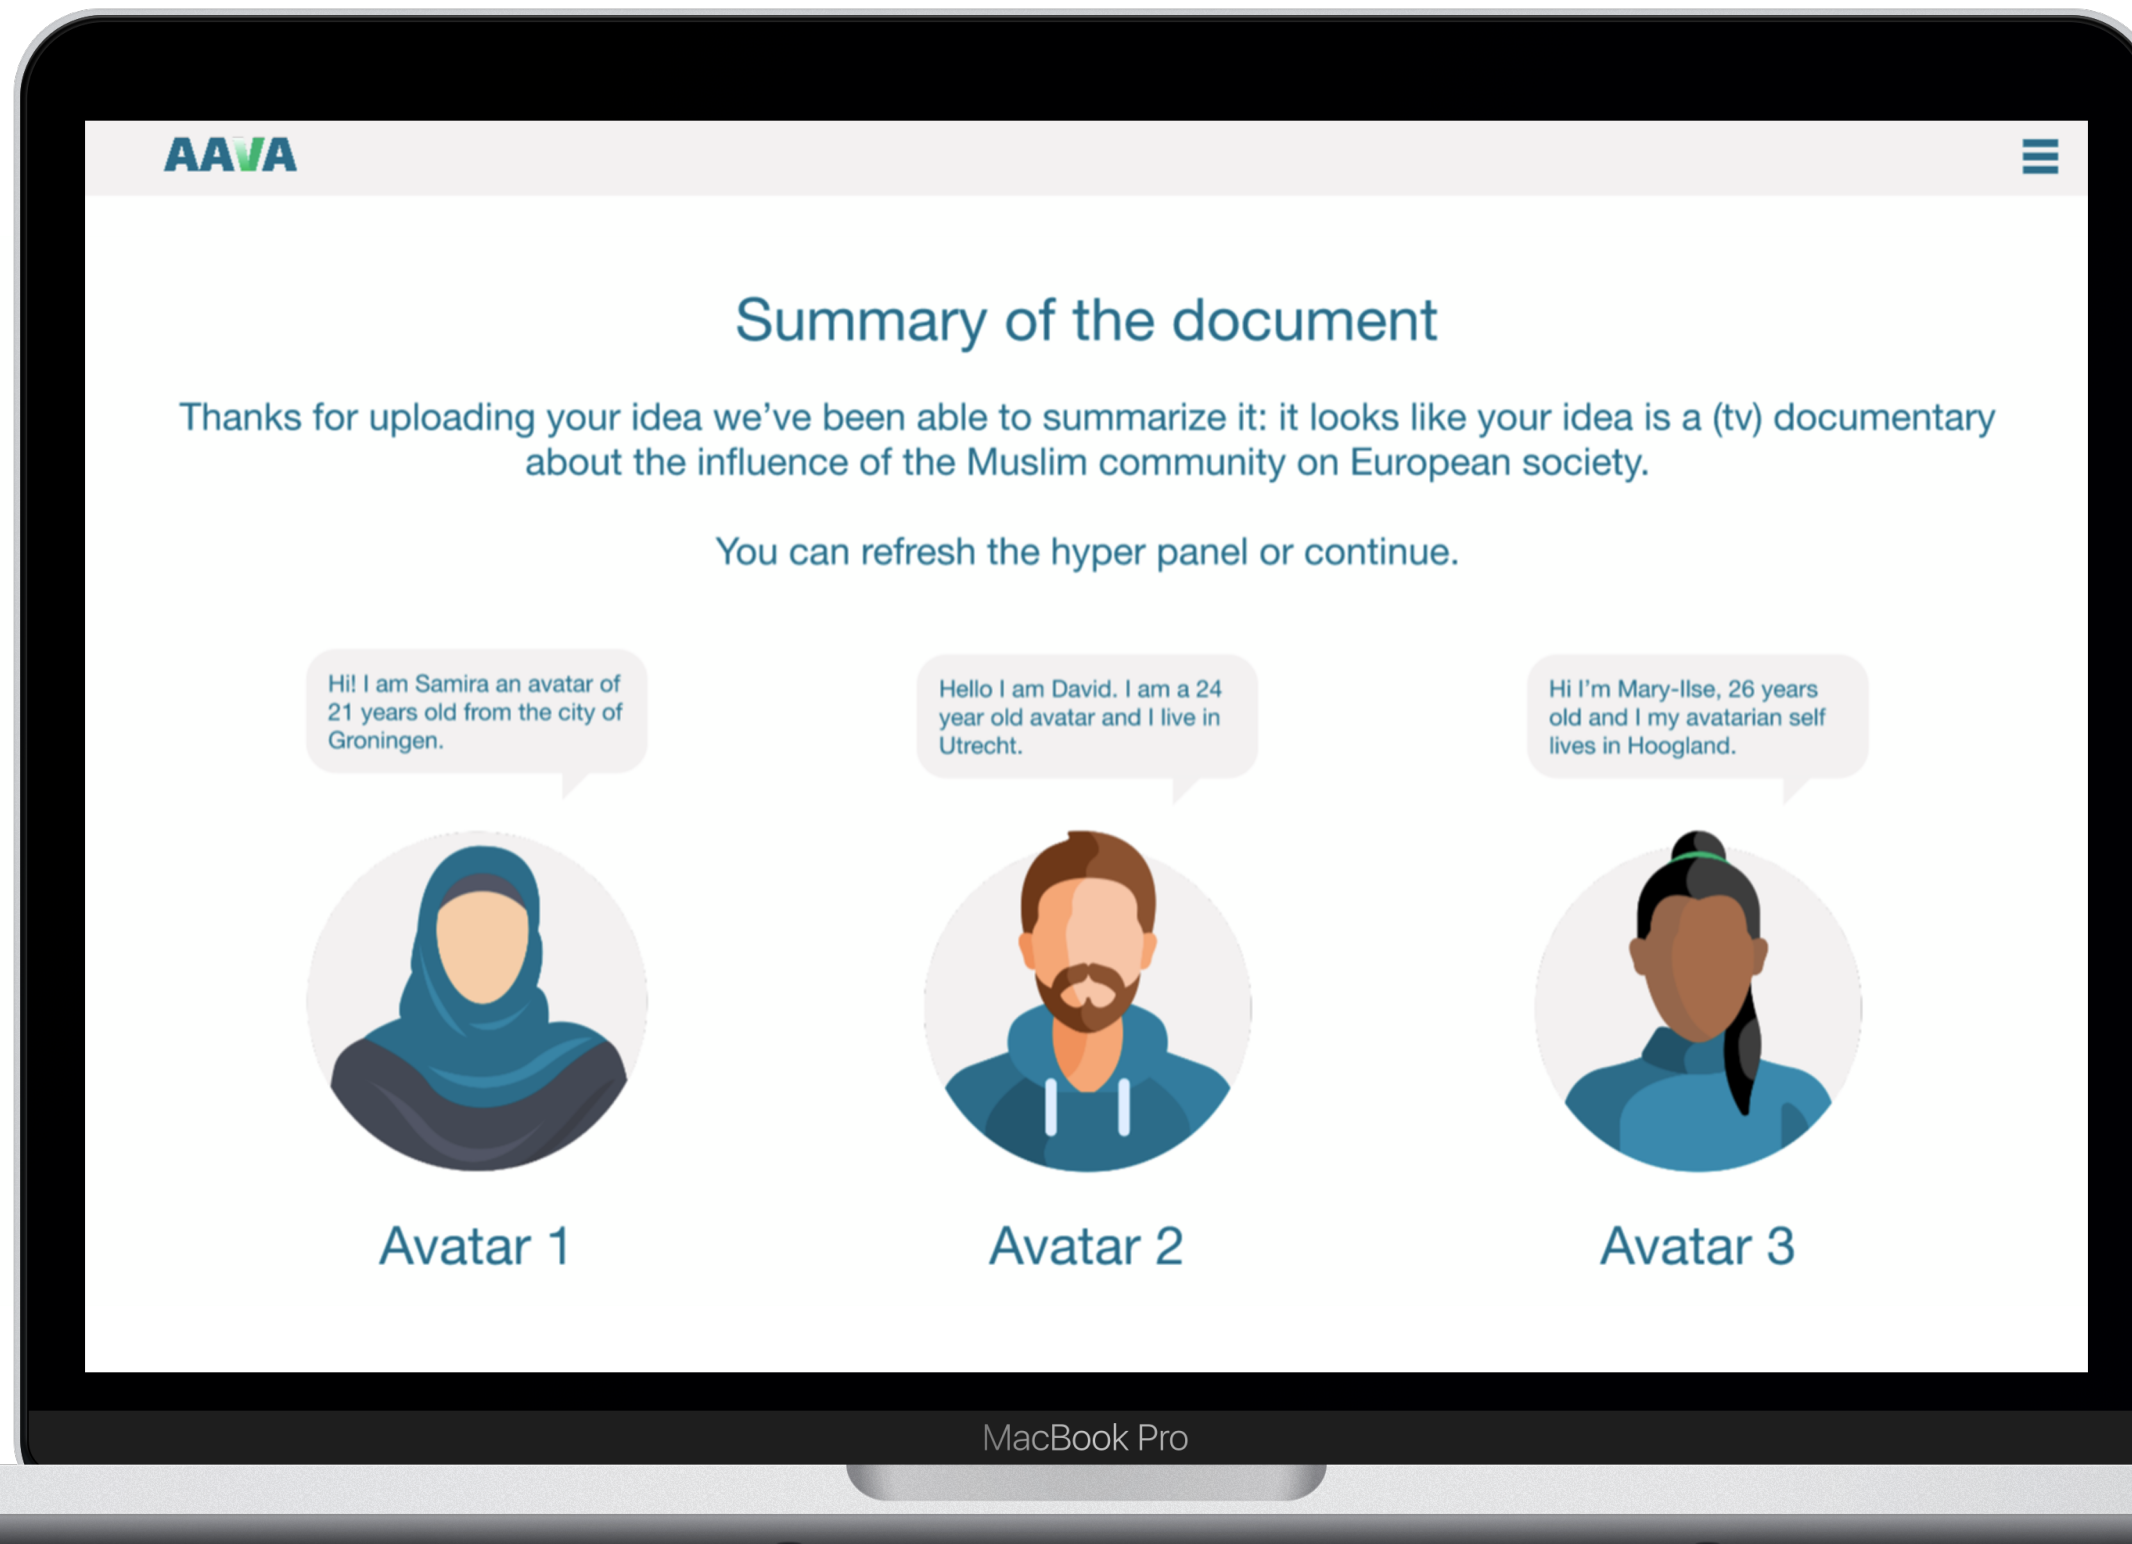 AAVA
Summary of the document
Thanks for uploading your idea we've been able to summarize it: it looks like your idea is a (tv) documentary
about the influence of the Muslim community on European society.
You can refresh the hyper panel or continue.
Hi! I am Samira an avatar of
21 years old from the city of
Groningen.
Hello I am David. I am a 24
year old avatar and I live in
Utrecht.
Hi I'm Mary-Ilse, 26 years
old and I my avatarian self
lives in Hoogland.
Avatar 1
Avatar 2
Avatar 3
MacBook Pro